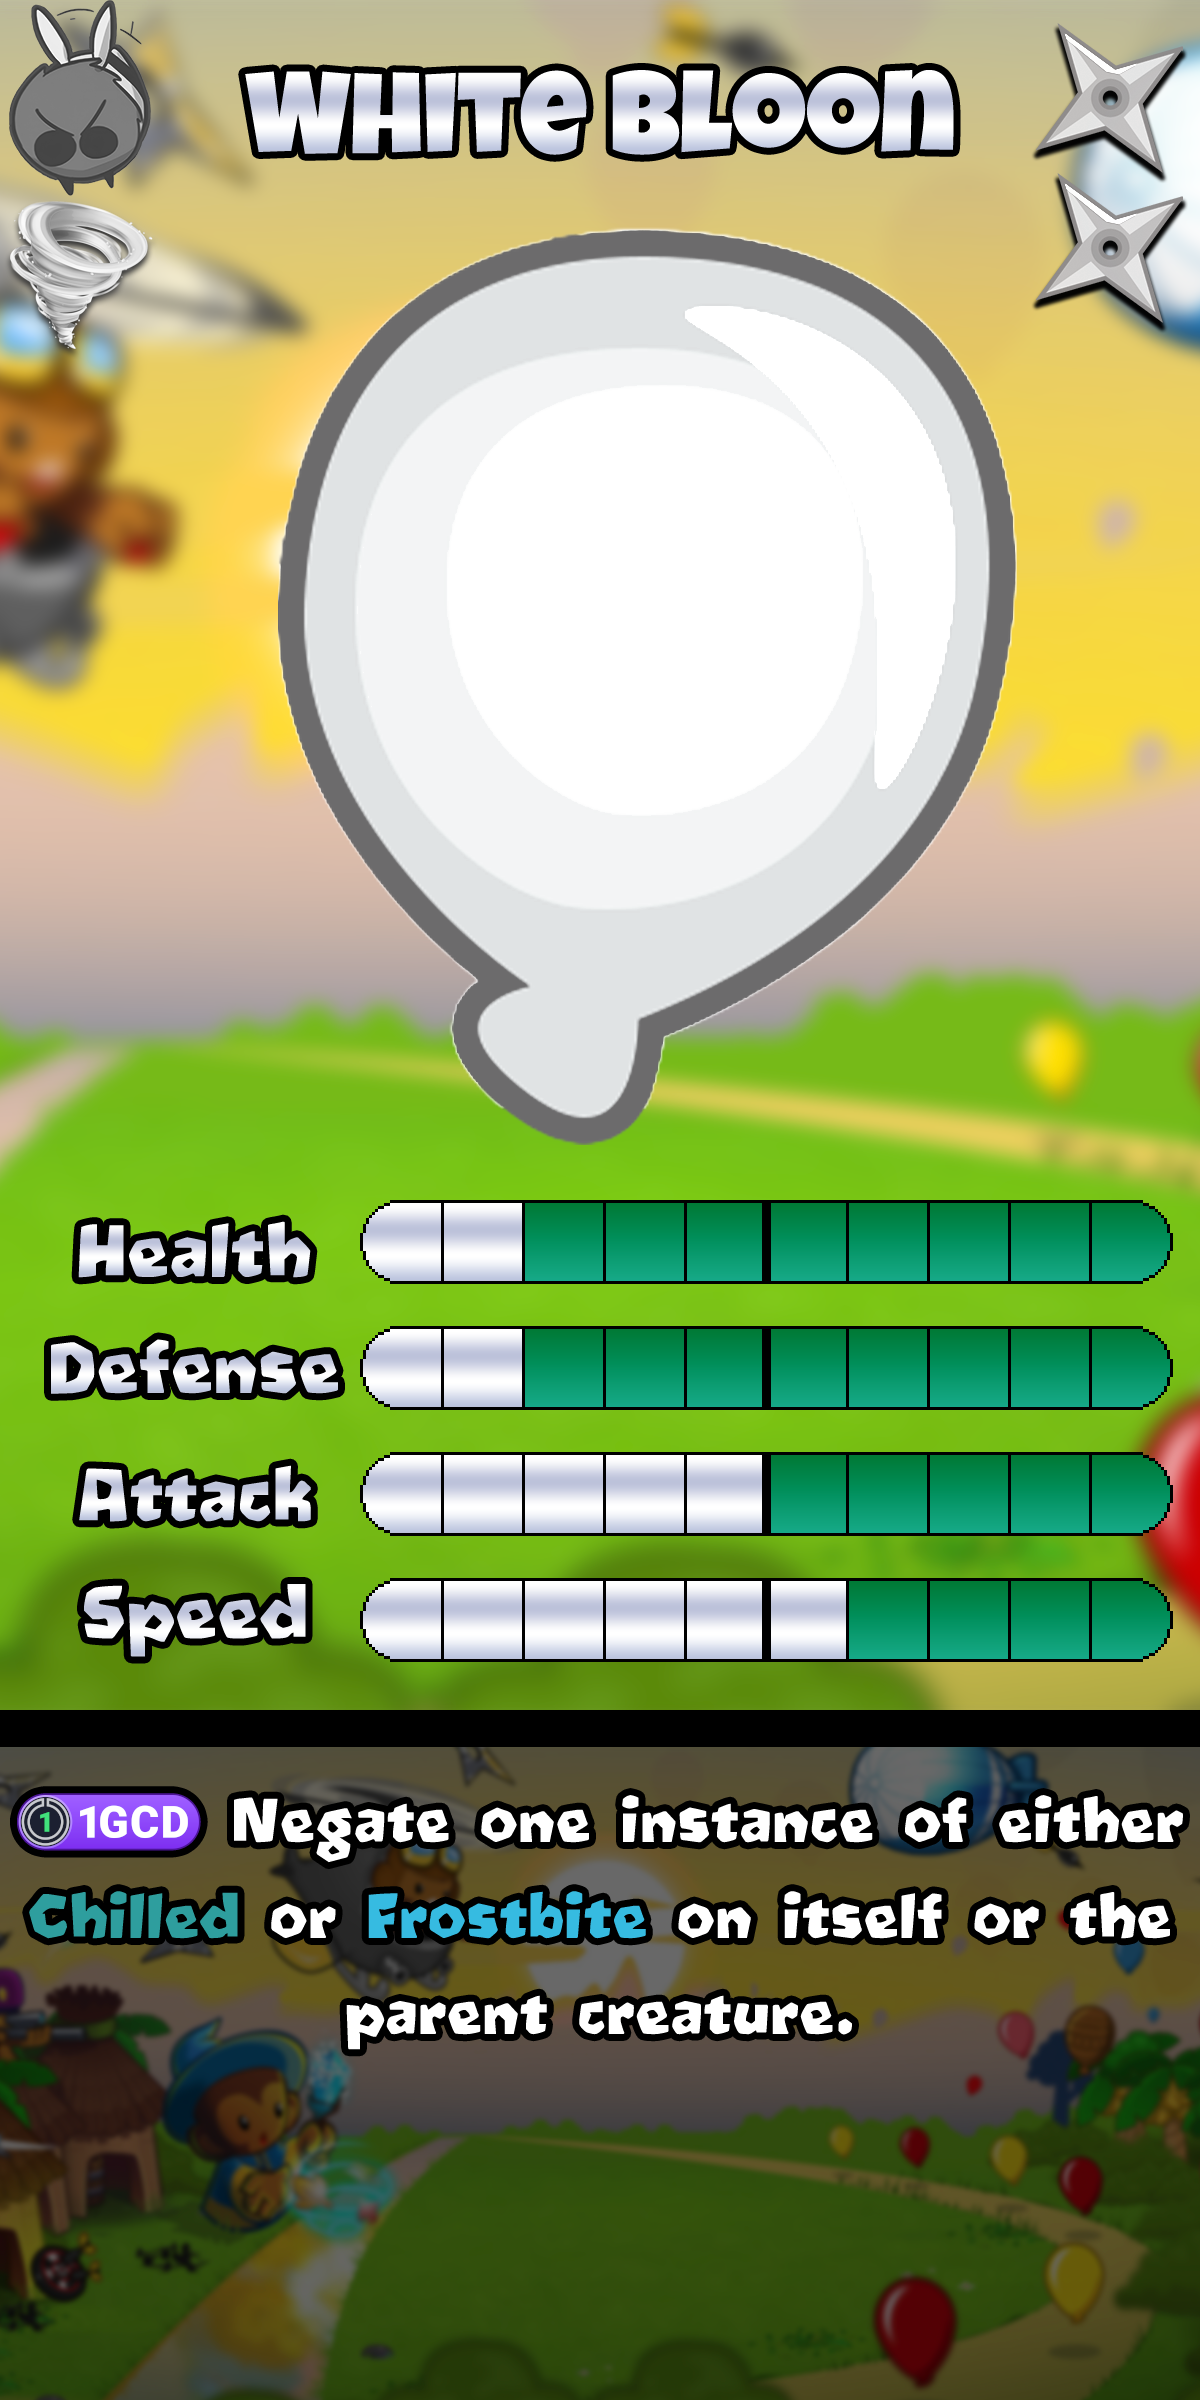 WHITE BLOON
Health
Defense
Attack
Speed
1 1GCD Negate one instance of either
Chilled or Frostbite on itself or the
parent creature.